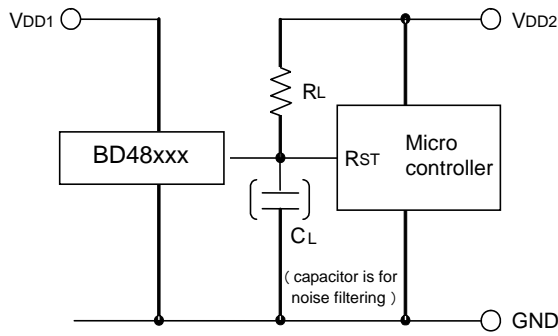 VDD1
VDD2
RL
BD48xxx
RST
Micro
controller
CL
( capacitor is for
noise filtering )
GND